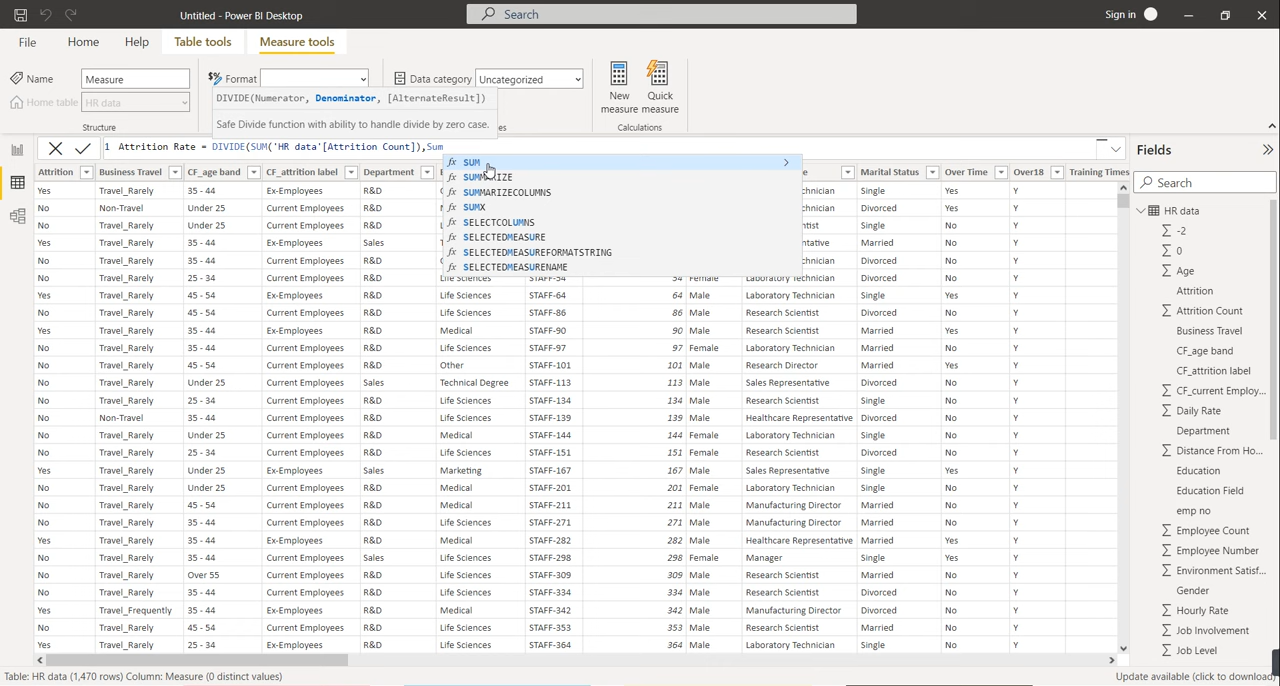 Untitled - Power BI Desktop
Search
Sign in
File Home Help Table tools Measure tools
Name Measure
Home table HR data
Structure
$% Format
Data category Uncategorized
New measure
Quick measure
Calculations
DIVIDE(Numerator, Denominator, [AlternateResult])
Safe Divide function with ability to handle divide by zero case.
1 Attrition Rate = DIVIDE(SUM('HR data'[Attrition Count]),Sum
SUM
SUMMARIZE
SUMMARIZECOLUMNS
SUMX
SELECTCOLUMNS
SELECTEDMEASURE
SELECTEDMEASUREFORMATSTRING
SELECTEDMEASURENAME
Attrition Business Travel CF_age band CF_attrition label Department Marital Status Over Time Over18 Training Times
Yes Travel_Rarely 35 - 44 Ex-Employees R&D Married No Y
No Non-Travel Under 25 Current Employees R&D Divorced No Y
No Travel_Rarely Under 25 Current Employees R&D Single No Y
Yes Travel_Rarely 35 - 44 Ex-Employees Sales Married No Y
No Travel_Rarely 35 - 44 Current Employees R&D Divorced No Y
No Travel_Rarely 25 - 34 Current Employees R&D Life Sciences STAFF-54 54 Female Laboratory Technician Single No Y
Yes Travel_Rarely 45 - 54 Ex-Employees R&D Life Sciences STAFF-64 64 Male Laboratory Technician Single Yes Y
No Travel_Rarely 45 - 54 Current Employees R&D Life Sciences STAFF-86 86 Male Research Scientist Divorced No Y
Yes Travel_Rarely 35 - 44 Ex-Employees R&D Medical STAFF-90 90 Male Research Scientist Married Yes Y
No Travel_Rarely 35 - 44 Current Employees R&D Life Sciences STAFF-97 97 Female Laboratory Technician Married No Y
Yes Travel_Rarely 45 - 54 Ex-Employees R&D Other STAFF-101 101 Male Research Director Married Yes Y
No Travel_Rarely Under 25 Current Employees Sales Technical Degree STAFF-113 113 Male Sales Representative Divorced No Y
No Travel_Rarely 25 - 34 Current Employees R&D Life Sciences STAFF-134 134 Male Research Scientist Single No Y
No Non-Travel 35 - 44 Current Employees R&D Life Sciences STAFF-139 139 Male Healthcare Representative Divorced No Y
No Travel_Rarely Under 25 Current Employees R&D Medical STAFF-144 144 Female Laboratory Technician Single No Y
No Travel_Rarely 25 - 34 Current Employees R&D Life Sciences STAFF-151 151 Female Research Scientist Married No Y
Yes Travel_Rarely Under 25 Ex-Employees Sales Marketing STAFF-167 167 Male Sales Representative Single Yes Y
No Travel_Rarely Under 25 Current Employees R&D Medical STAFF-201 201 Female Laboratory Technician Single No Y
No Travel_Rarely 45 - 54 Current Employees R&D Medical STAFF-211 211 Male Manufacturing Director Divorced No Y
No Travel_Rarely 35 - 44 Current Employees R&D Life Sciences STAFF-271 271 Male Manufacturing Director Married No Y
Yes Travel_Rarely 35 - 44 Ex-Employees R&D Medical STAFF-282 282 Male Healthcare Representative Married Yes Y
No Travel_Rarely 35 - 44 Current Employees Sales Life Sciences STAFF-298 298 Female Manager Single No Y
No Travel_Rarely Over 55 Current Employees R&D Life Sciences STAFF-309 309 Male Research Scientist Married No Y
No Travel_Rarely 35 - 44 Current Employees R&D Life Sciences STAFF-334 334 Male Research Scientist Divorced No Y
Yes Travel_Frequently 35 - 44 Ex-Employees R&D Medical STAFF-342 342 Male Manufacturing Director Divorced No Y
No Travel_Rarely 45 - 54 Current Employees R&D Life Sciences STAFF-353 353 Male Research Scientist Married No Y
Yes Travel_Rarely 25 - 34 Ex-Employees R&D Life Sciences STAFF-364 364 Male Laboratory Technician Single Yes Y
Fields
Search
HR data
-2
0
Age
Attrition
Attrition Count
Business Travel
CF_age band
CF_attrition label
CF_current Employ...
Daily Rate
Department
Distance From Ho...
Education
Education Field
emp no
Employee Count
Employee Number
Environment Satisf...
Gender
Hourly Rate
Job Involvement
Job Level
Table: HR data (1,470 rows) Column: Measure (0 distinct values)
Update available (click to download)